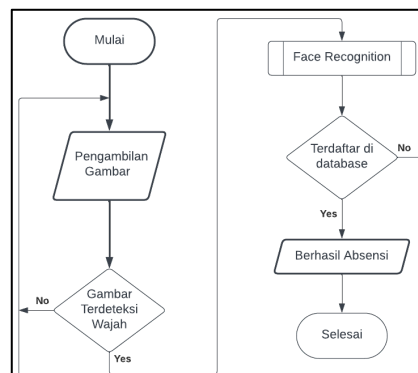 Mulai
Pengambilan
Gambar
No
Gambar
Terdeteksi
Wajah
Yes
Face Recognition
Terdaftar di
database
No
Yes
Berhasil Absensi
Selesai